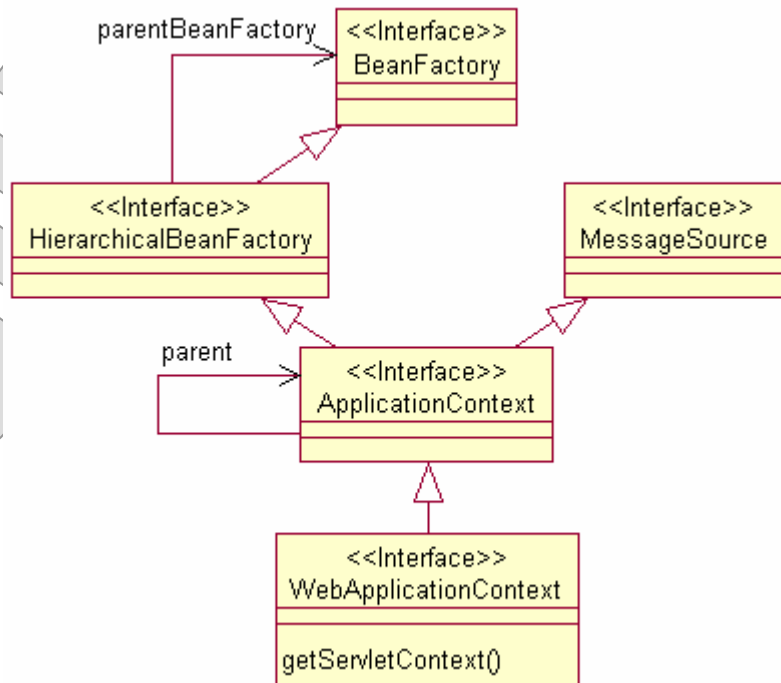 parentBeanFactory
<<Interface>>
BeanFactory
<<Interface>>
HierarchicalBeanFactory
<<Interface>>
MessageSource
parent
<<Interface>>
ApplicationContext
<<Interface>>
WebApplicationContext
getServletContext()